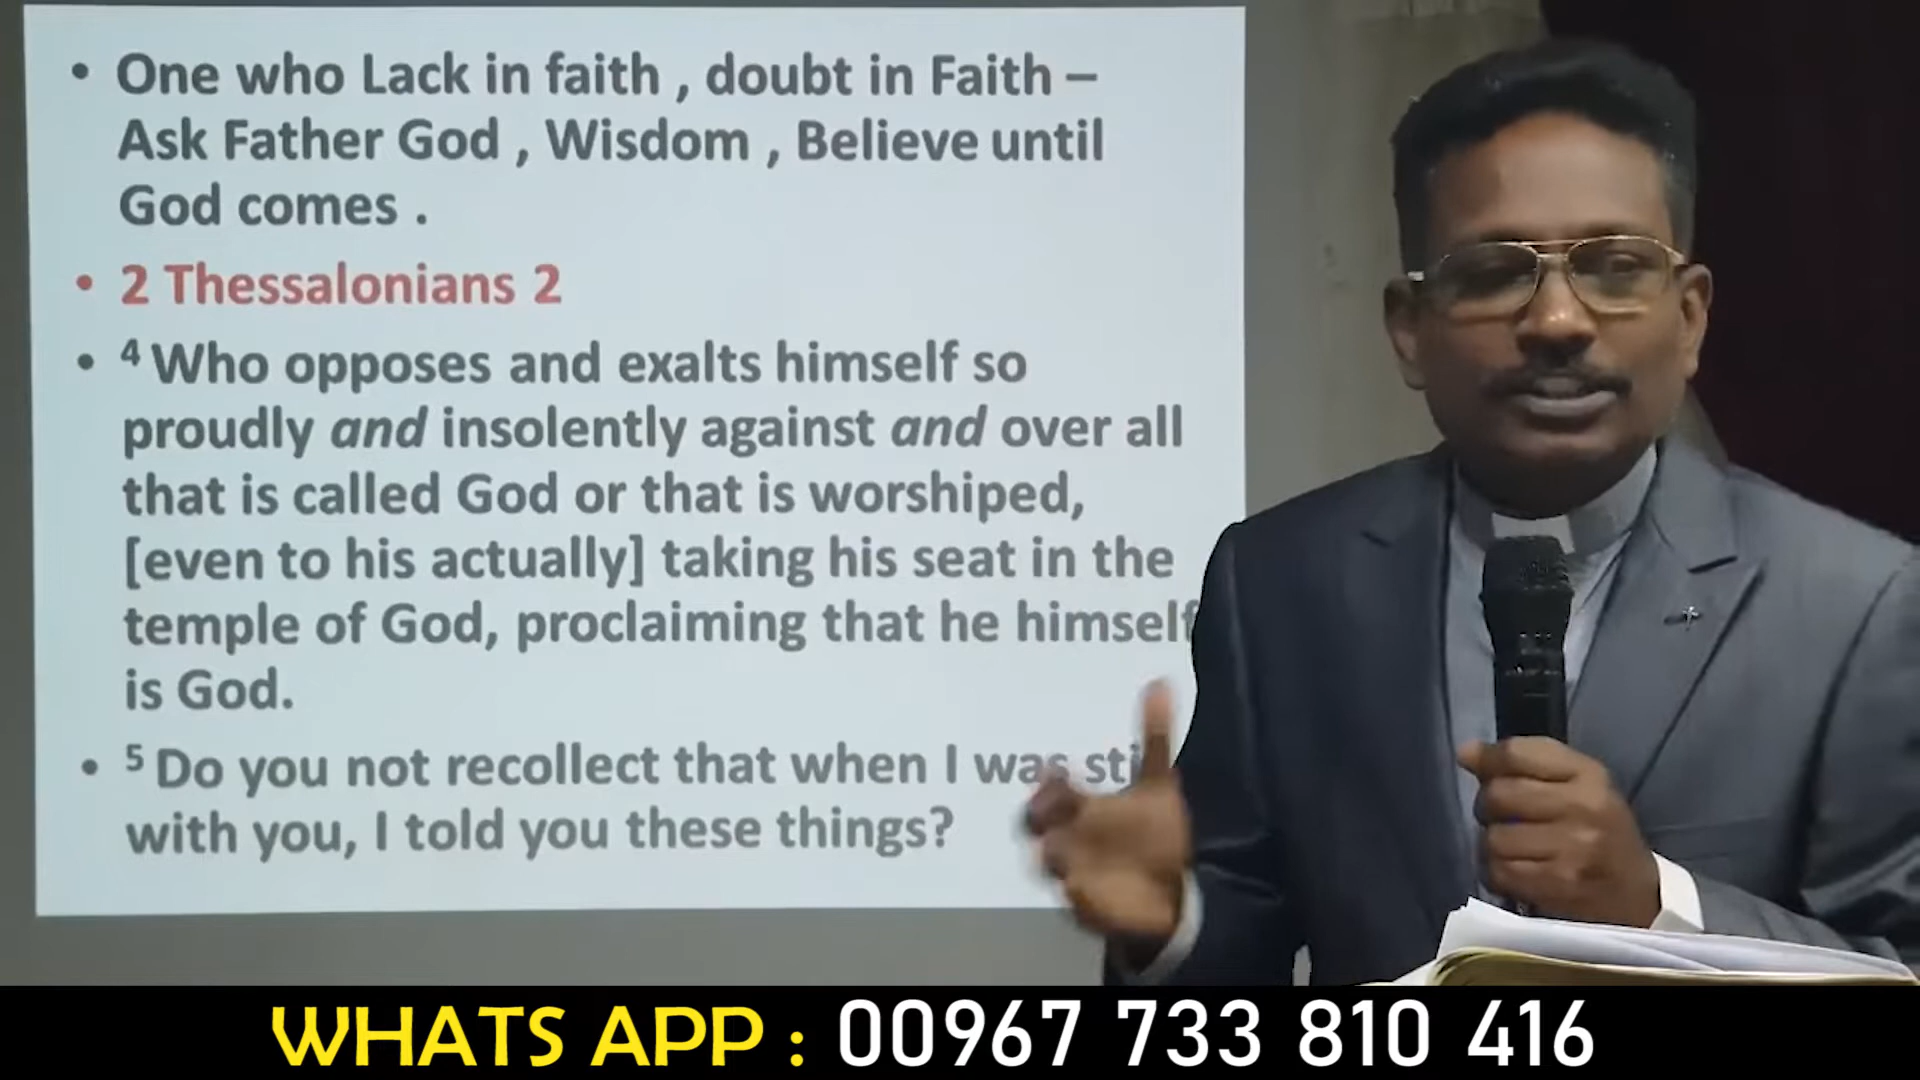 • One who Lack in faith , doubt in Faith –
Ask Father God , Wisdom , Believe until
God comes .
• 2 Thessalonians 2
• 4 Who opposes and exalts himself so
proudly and insolently against and over all
that is called God or that is worshiped,
[even to his actually] taking his seat in the
temple of God, proclaiming that he himself
is God.
• 5 Do you not recollect that when I was
with you, I told you these things?
WHATS APP : 00967 733 810 416